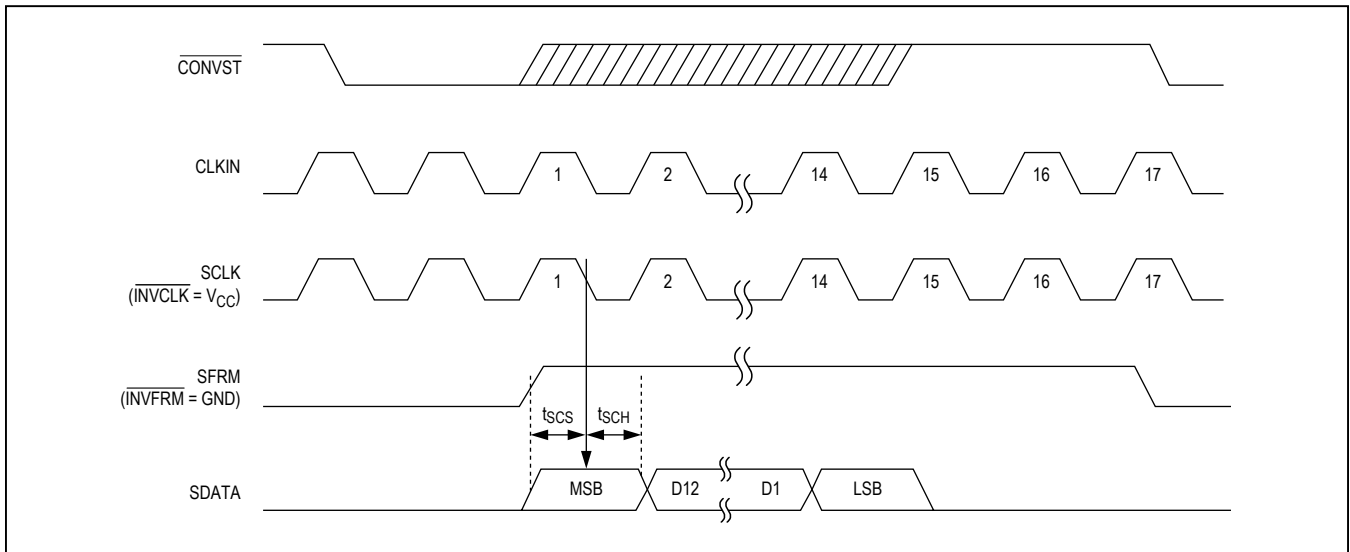 CONVST
CLKIN
1 2 14 15 16 17
SCLK
(INVCLK = VCC)
1 2 14 15 16 17
SFRM
(INVFRM = GND)
tSCS tSCH
SDATA
MSB D12 D1 LSB